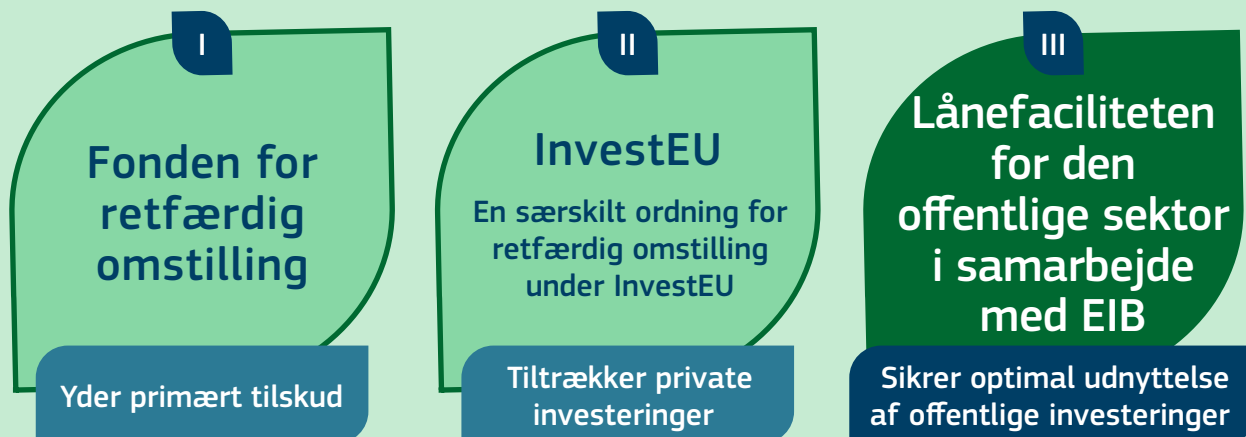 I
Fonden for
retfærdig
omstilling
Yder primært tilskud
II
InvestEU
En særskilt ordning for
retfærdig omstilling
under InvestEU
Tiltrækker private
investeringer
III
Lånefaciliteten
for den
offentlige sektor
i samarbejde
med EIB
Sikrer optimal udnyttelse
af offentlige investeringer